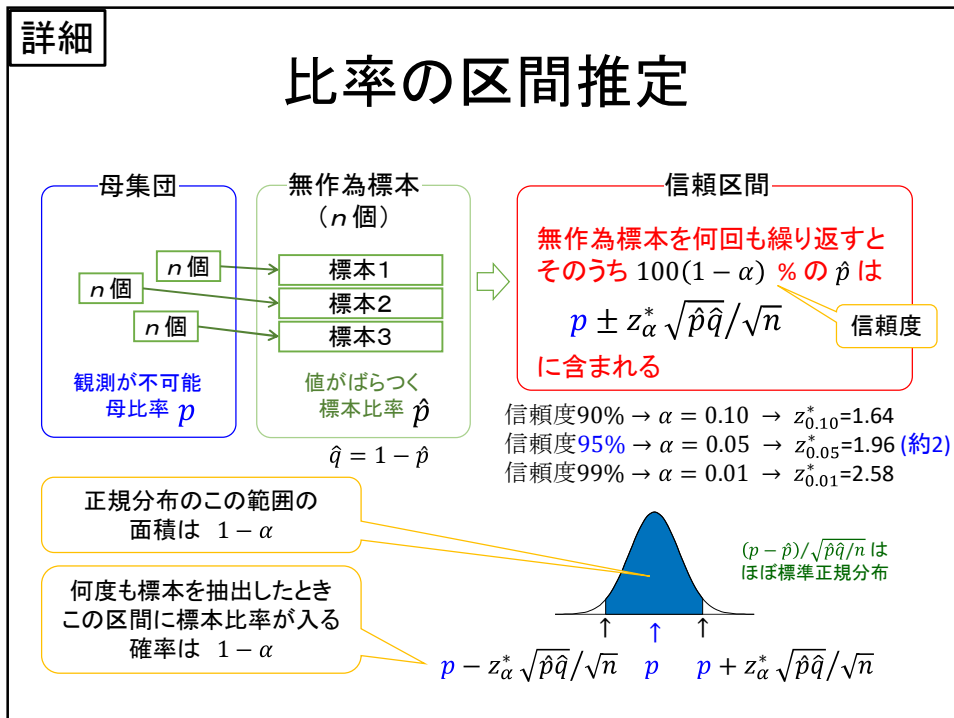 詳細
比率の区間推定
母集団
n 個
n 個
n 個
観測が不可能
母比率 p
無作為標本
(n 個)
標本1
標本2
標本3
値がばらつく
標本比率 p̂
q̂ = 1 − p̂
信頼区間
無作為標本を何回も繰り返すと
そのうち 100(1 − α) % の p̂ は
p ± z*_α √(p̂q̂)/√n
に含まれる
信頼度
信頼度90% → α = 0.10 → z*_0.10=1.64
信頼度95% → α = 0.05 → z*_0.05=1.96 (約2)
信頼度99% → α = 0.01 → z*_0.01=2.58
正規分布のこの範囲の
面積は 1 − α
何度も標本を抽出したとき
この区間に標本比率が入る
確率は 1 − α
(p − p̂)/√(p̂q̂/n) は
ほぼ標準正規分布
p − z*_α √(p̂q̂)/√n p p + z*_α √(p̂q̂)/√n